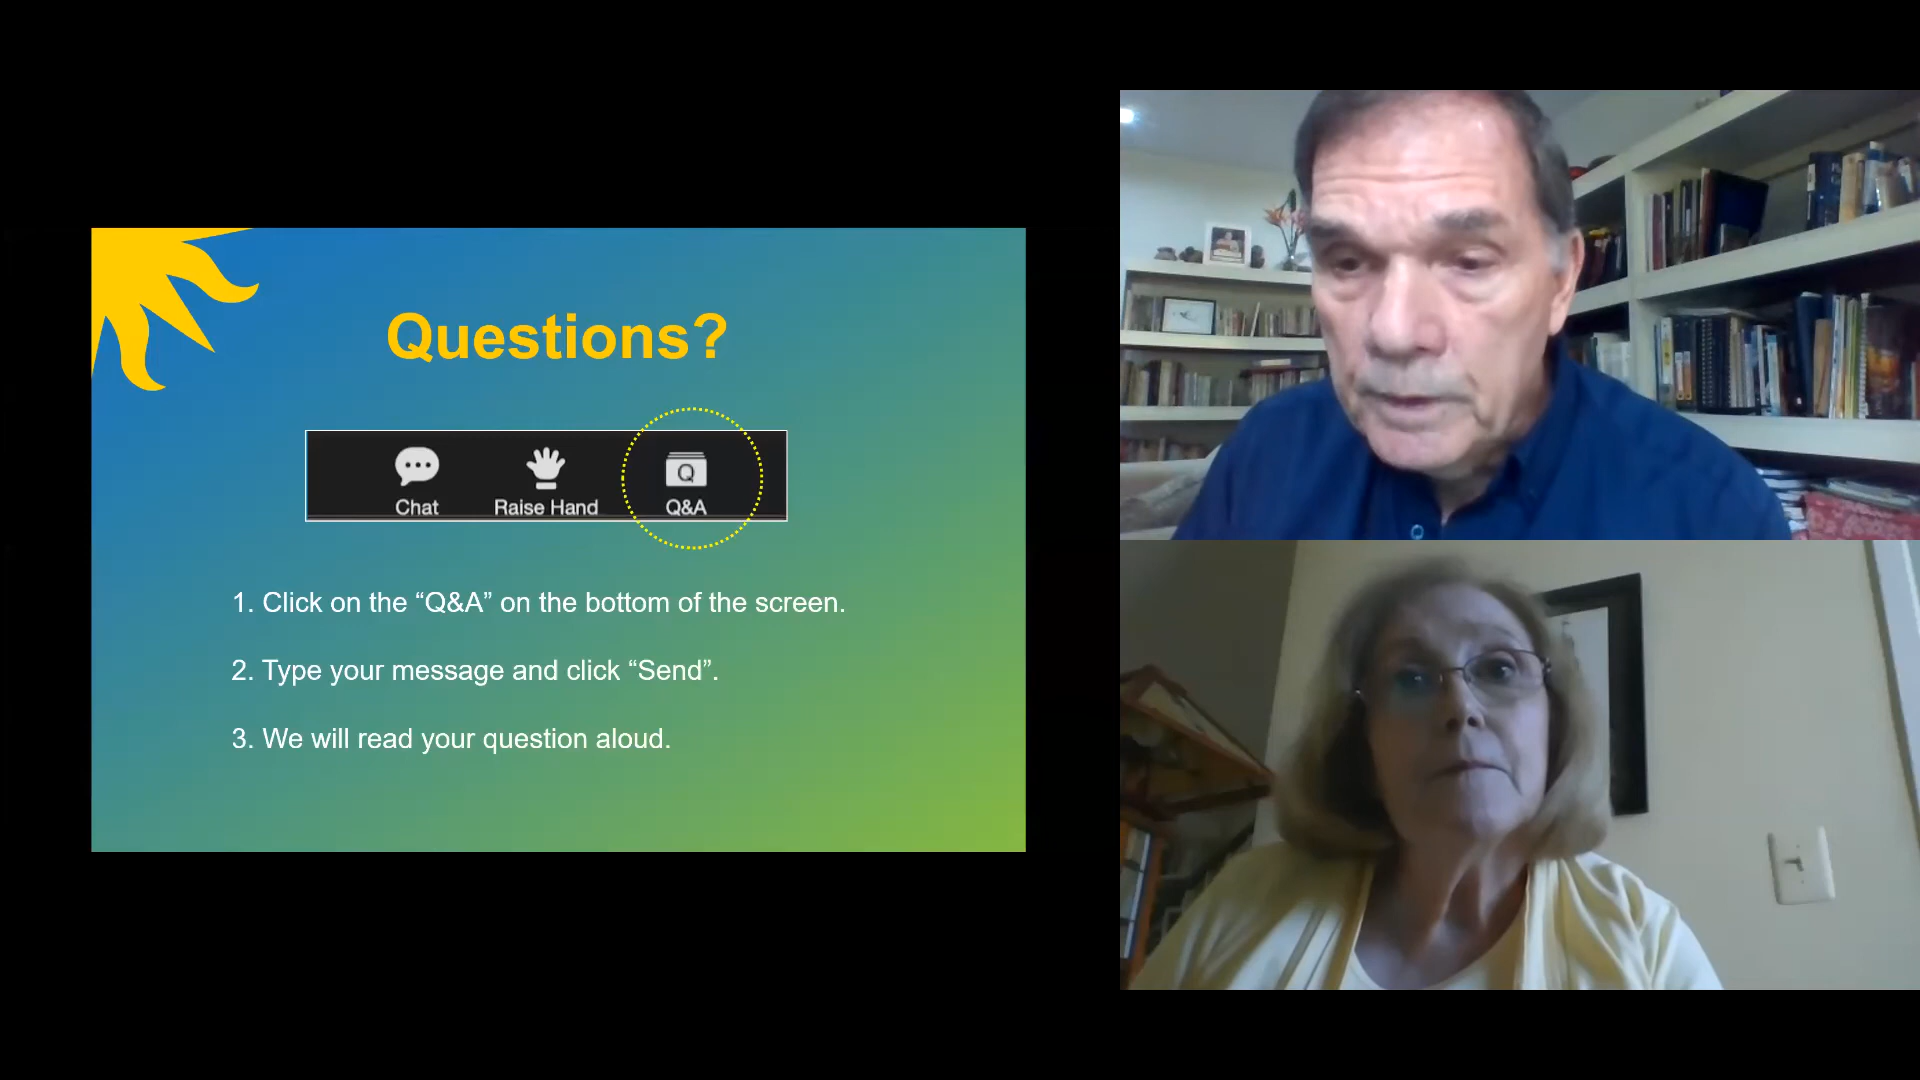 Questions?
Chat
Raise Hand
Q
Q&A
1. Click on the “Q&A” on the bottom of the screen.
2. Type your message and click “Send”.
3. We will read your question aloud.